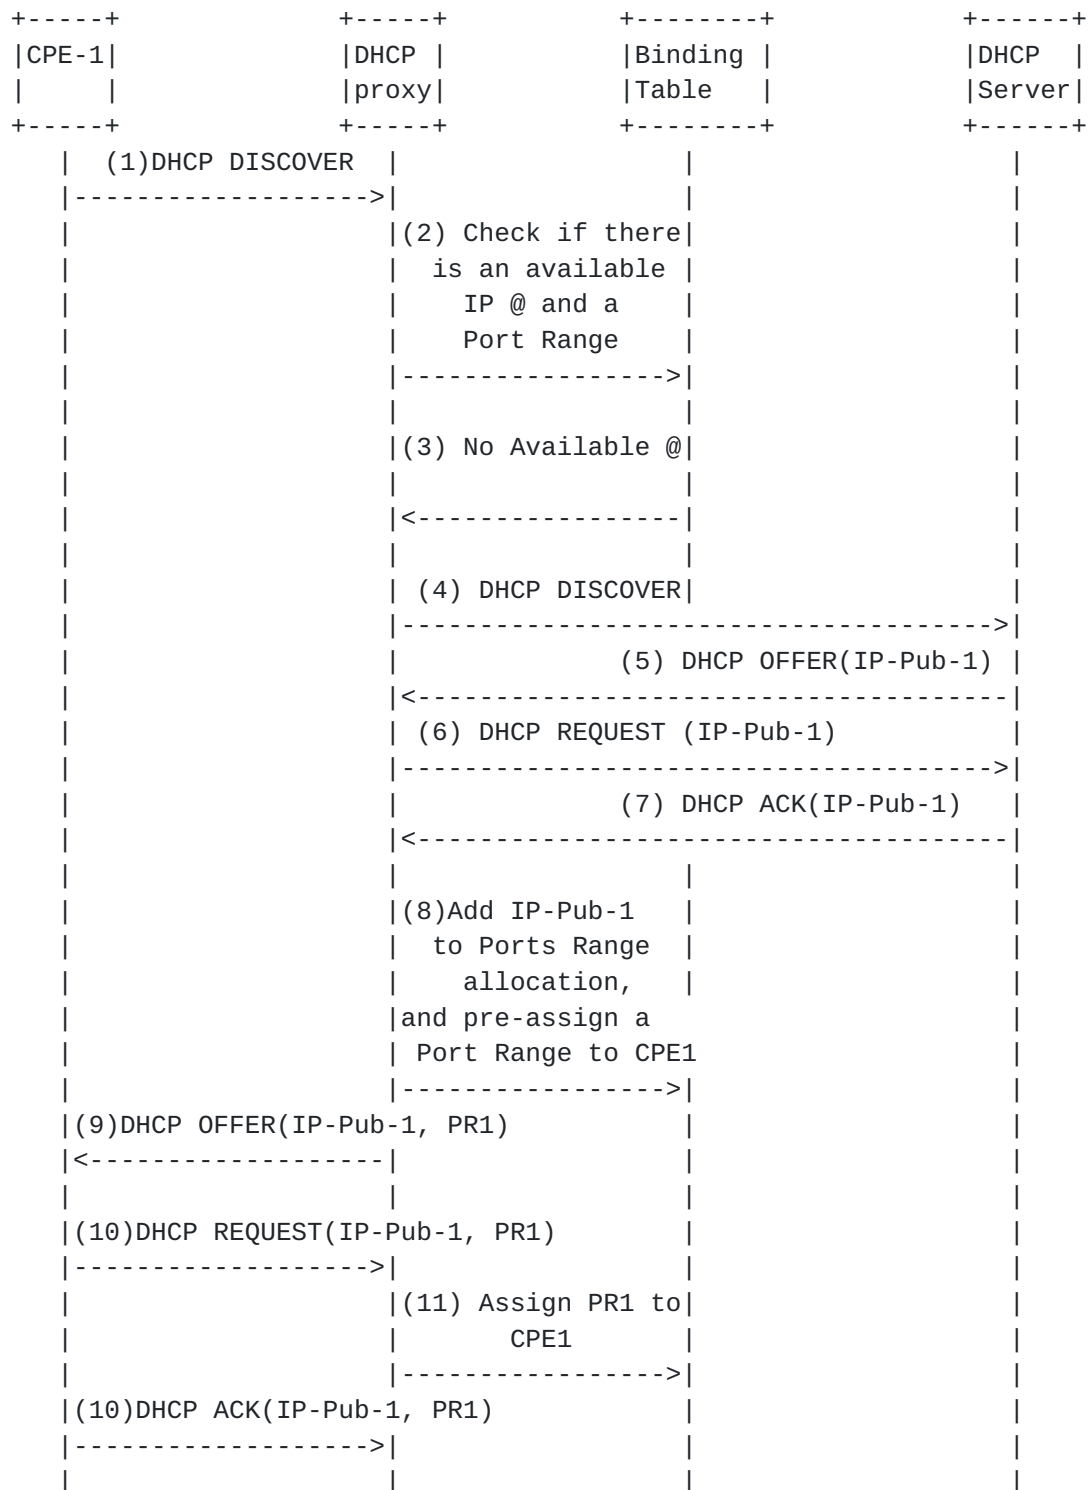 +-----+              +-----+           +--------+            +------+
|CPE-1|              |DHCP |           |Binding |            |DHCP  |
|     |              |proxy|           |Table   |            |Server|
+-----+              +-----+           +--------+            +------+
   |  (1)DHCP DISCOVER  |                  |                    |
   |------------------->|                  |                    |
   |                    |(2) Check if there|                    |
   |                    |  is an available |                    |
   |                    |    IP @ and a    |                    |
   |                    |    Port Range    |                    |
   |                    |----------------->|                    |
   |                    |                  |                    |
   |                    |(3) No Available @|                    |
   |                    |                  |                    |
   |                    |<-----------------|                    |
   |                    |                  |                    |
   |                    | (4) DHCP DISCOVER|                    |
   |                    |-------------------------------------->|
   |                    |              (5) DHCP OFFER(IP-Pub-1) |
   |                    |<--------------------------------------|
   |                    | (6) DHCP REQUEST (IP-Pub-1)           |
   |                    |-------------------------------------->|
   |                    |              (7) DHCP ACK(IP-Pub-1)   |
   |                    |<--------------------------------------|
   |                    |                  |                    |
   |                    |(8)Add IP-Pub-1   |                    |
   |                    |  to Ports Range  |                    |
   |                    |    allocation,   |                    |
   |                    |and pre-assign a                       |
   |                    | Port Range to CPE1                    |
   |                    |----------------->|                    |
   |(9)DHCP OFFER(IP-Pub-1, PR1)           |                    |
   |<-------------------|                  |                    |
   |                    |                  |                    |
   |(10)DHCP REQUEST(IP-Pub-1, PR1)        |                    |
   |------------------->|                  |                    |
   |                    |(11) Assign PR1 to|                    |
   |                    |       CPE1       |                    |
   |                    |----------------->|                    |
   |(10)DHCP ACK(IP-Pub-1, PR1)            |                    |
   |------------------->|                  |                    |
   |                    |                  |                    |